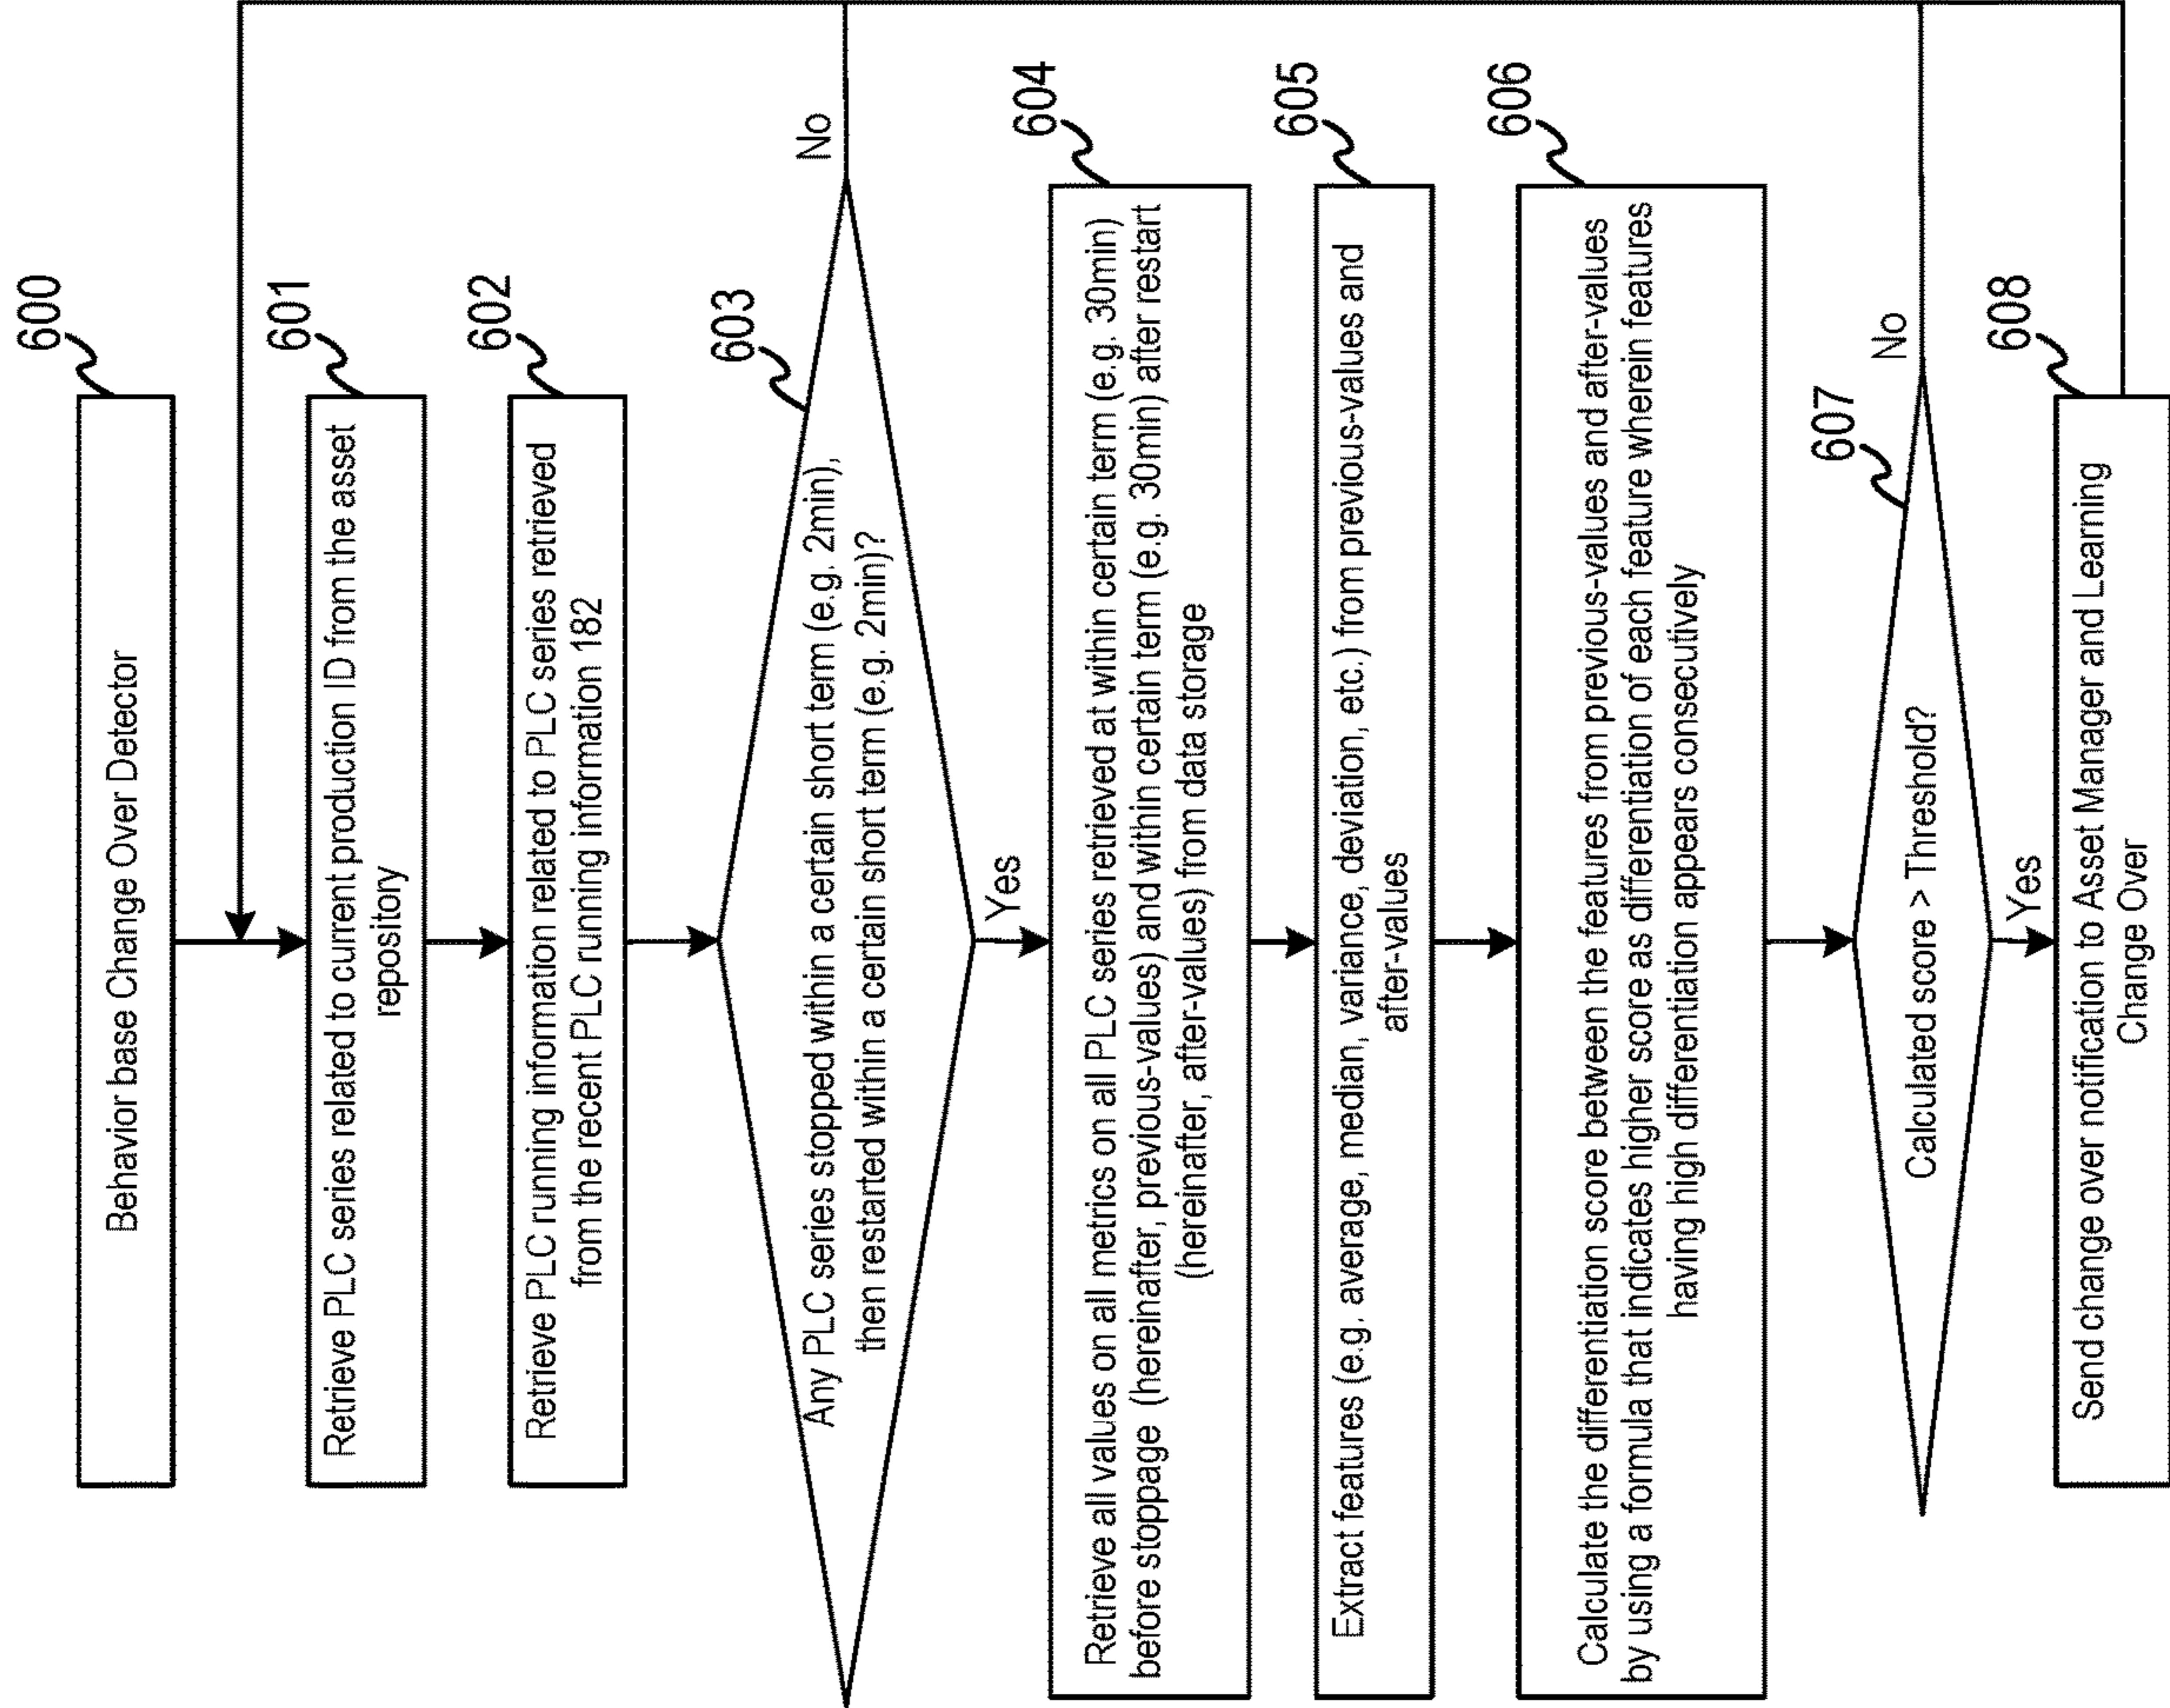 600
Behavior base Change Over Detector
601
Retrieve PLC series related to current production ID from the asset
repository
602
Retrieve PLC running information related to PLC series retrieved
from the recent PLC running information 182
603
Any PLC series stopped within a certain short term (e.g. 2min),
then restarted within a certain short term (e.g. 2min)?
No
Yes
604
Retrieve all values on all metrics on all PLC series retrieved at within certain term (e.g. 30min)
before stoppage (hereinafter, previous-values) and within certain term (e.g. 30min) after restart
(hereinafter, after-values) from data storage
605
Extract features (e.g. average, median, variance, deviation, etc.) from previous-values and
after-values
606
Calculate the differentiation score between the features from previous-values and after-values
by using a formula that indicates higher score as differentiation of each feature wherein features
having high differentiation appears consecutively
607
Calculated score > Threshold?
No
Yes
608
Send change over notification to Asset Manager and Learning
Change Over